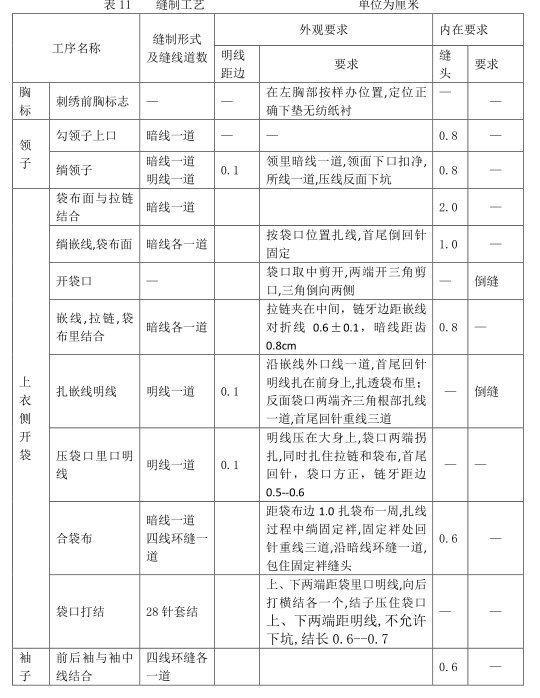 表 11 缝制工艺 单位为厘米
工序名称 缝制形式及缝线道数 外观要求 内在要求
明线距边 要求 缝头 要求
胸标 刺绣前胸标志 — — 在左胸部按样办位置,定位正确下垫无纺纸衬 — —
领子 勾领子上口 暗线一道 — — 0.8 —
绱领子 暗线一道 明线一道 0.1 领里暗线一道,领面下口扣净,所线一道,压线反面下坑 0.8 —
上衣侧开袋 袋布面与拉链结合 暗线一道 2.0 —
绱嵌线,袋布面 暗线各一道 按袋口位置扎线,首尾倒回针固定 1.0 —
开袋口 — 袋口取中剪开,两端开三角剪口,三角倒向两侧 — 倒缝
嵌线,拉链,袋布里结合 暗线各一道 拉链夹在中间，链牙边距嵌线对折线 0.6±0.1，暗线距齿 0.8cm 0.8 —
扎嵌线明线 明线一道 0.1 沿嵌线外口线一道,首尾回针明线扎在前身上,扎透袋布里；反面袋口两端齐三角根部扎线一道,首尾回针重线三道 — 倒缝
压袋口里口明线 明线一道 0.1 明线压在大身上,袋口两端拐扎,同时扎住拉链和袋布,首尾回针，袋口方正，链牙距边 0.5--0.6 — —
合袋布 暗线一道 四线环缝一道 距袋布边 1.0 扎袋布一周,扎线过程中绱固定袢,固定袢处回针重线三道,沿暗线环缝一道,包住固定袢缝头 0.6 —
袋口打结 28 针套结 上、下两端距袋里口明线,向后打横结各一个,结子压住袋口上、下两端距明线,不允许下坑,结长 0.6--0.7 — —
袖子 前后袖与袖中线结合 四线环缝各一道 0.6 —